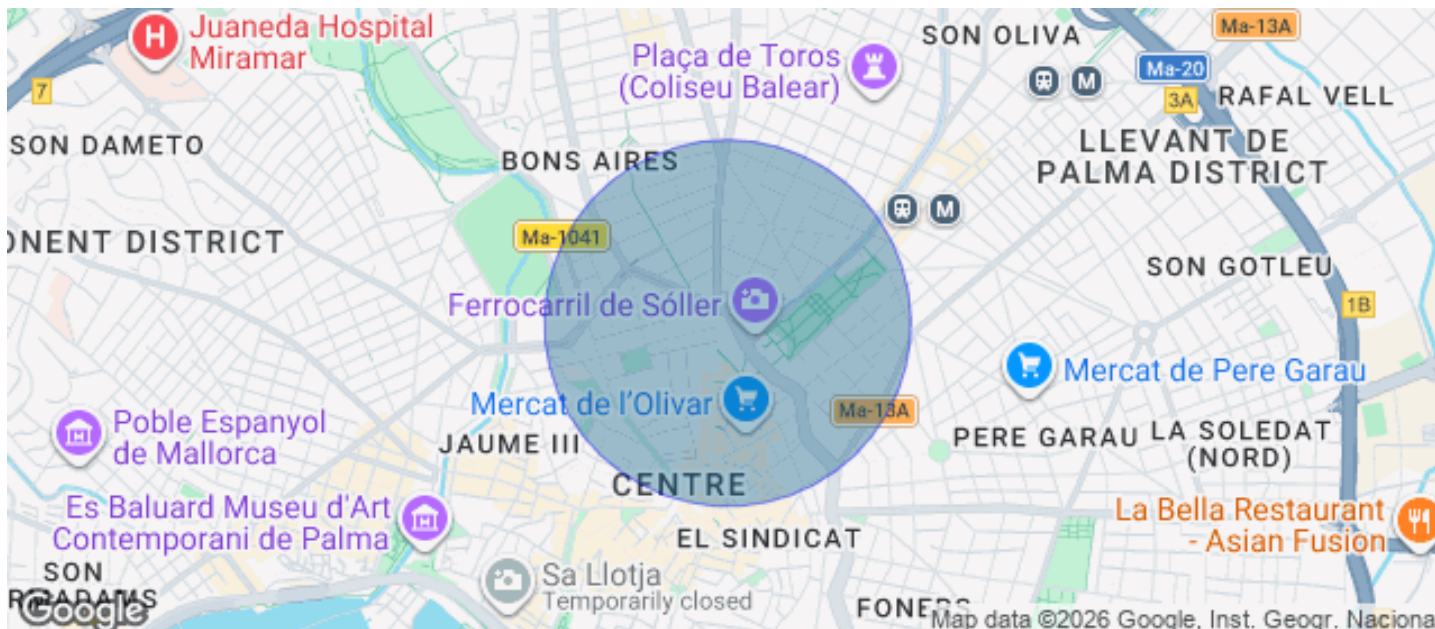 Juaneda Hospital
Miramar
Plaça de Toros
(Coliseu Balear)
SON OLIVA
Ma-13A
Ma-20
3A
M
7
RAFAL VELL
SON DAMETO
BONS AIRES
LLEVANT DE
PALMA DISTRICT
M
ONENT DISTRICT
Ma-1041
SON GOTLEU
Ferrocarril de Sóller
1B
Mercat de Pere Garau
Mercat de l'Olivar
Ma-13A
Poble Espanyol
de Mallorca
JAUME III
PERE GARAU
LA SOLEDAT
(NORD)
CENTRE
Es Baluard Museu d'Art
Contemporani de Palma
La Bella Restaurant
- Asian Fusion
EL SINDICAT
SON
Sa Llotja
Temporarily closed
Google
FONERS
Map data ©2026 Google, Inst. Geogr. Naciona